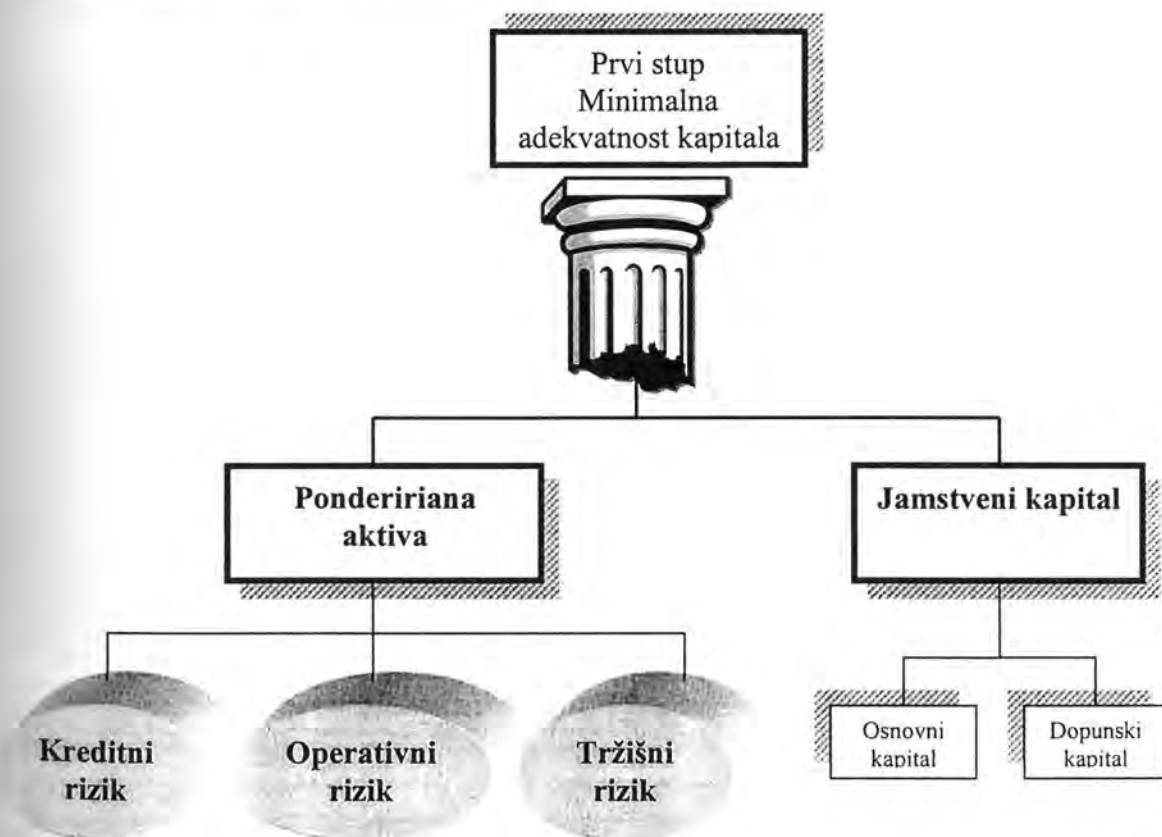 Prvi stup
Minimalna
adekvatnost kapitala
Pondeririana
aktiva
Jamstveni kapital
Kreditni
rizik
Operativni
rizik
Tržišni
rizik
Osnovni
kapital
Dopunski
kapital